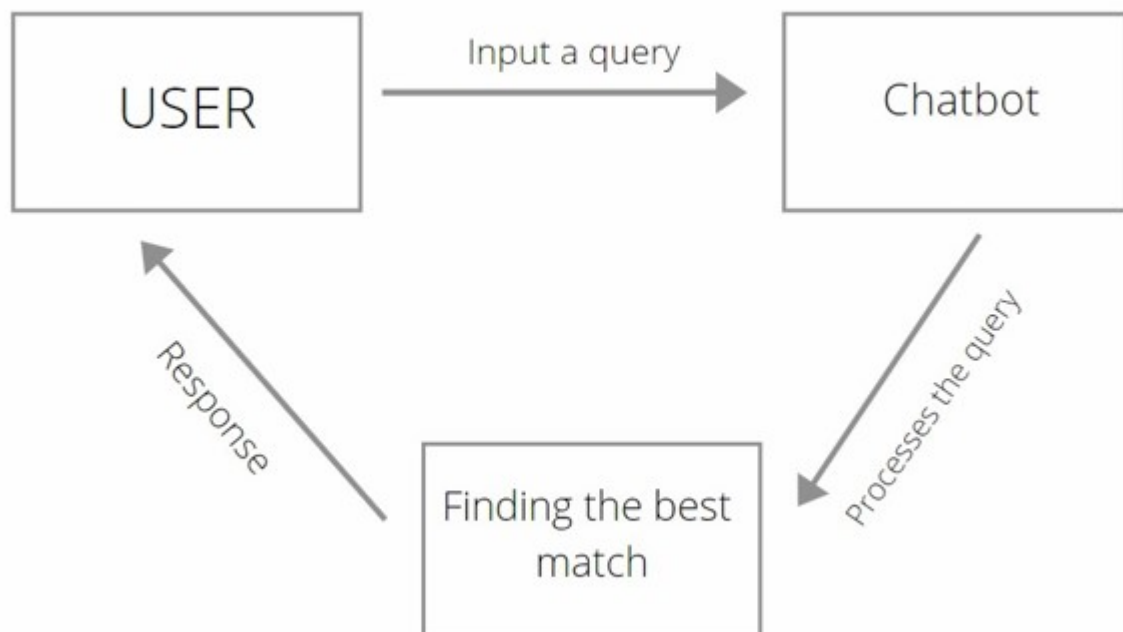 USER
Input a query
Chatbot
Processes the query
Finding the best
match
Response